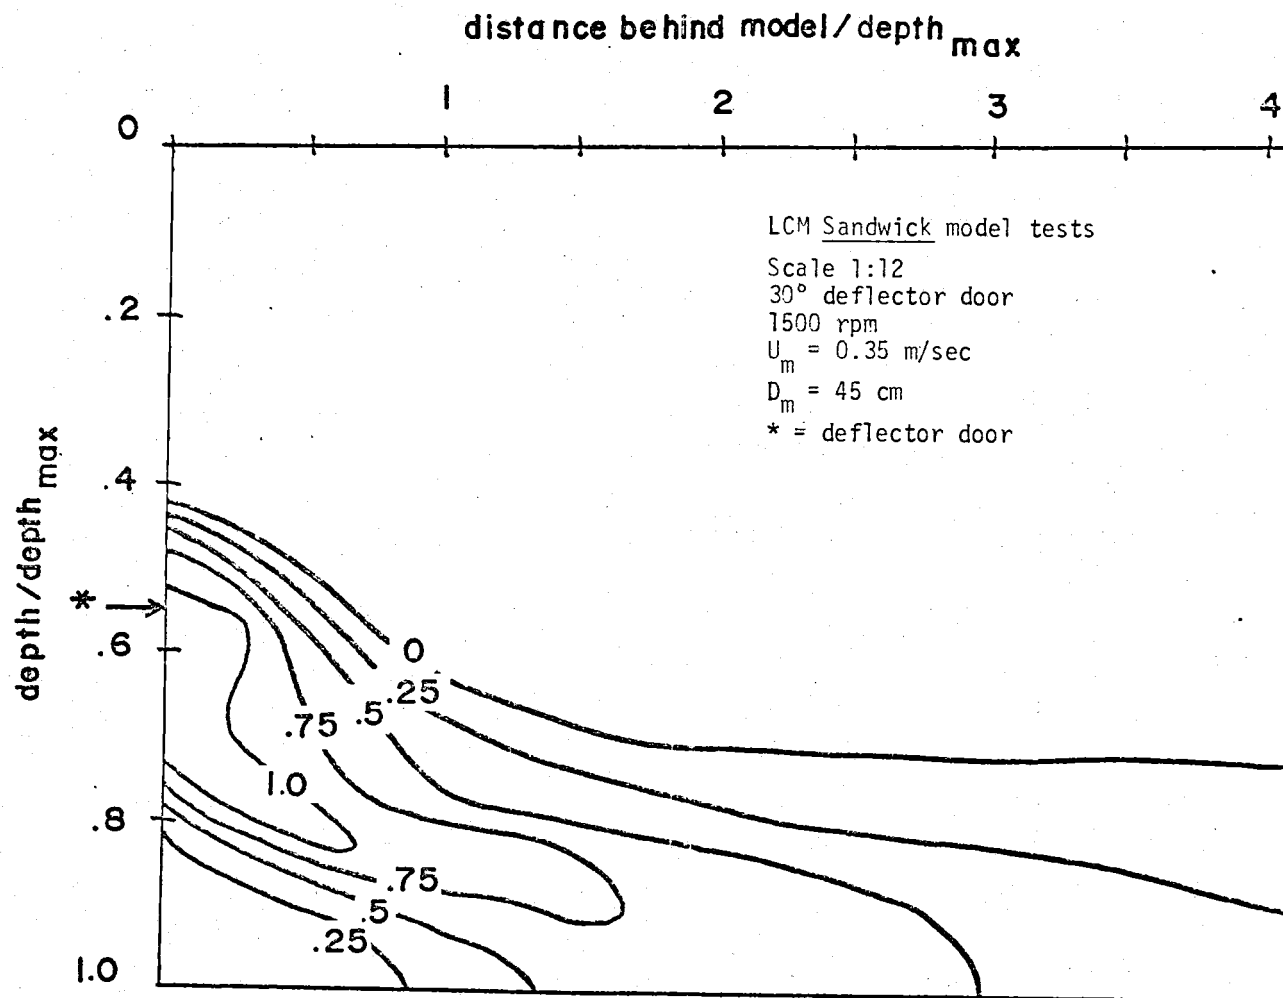 distance behind model/depth max
1 2 3 4
0
LCM Sandwick model tests
Scale 1:12
30° deflector door
1500 rpm
.2
U_m = 0.35 m/sec
D_m = 45 cm
* = deflector door
depth/depth max
.4
*
.6
0
.25
.5
.75
1.0
.8
.75
.5
.25
1.0